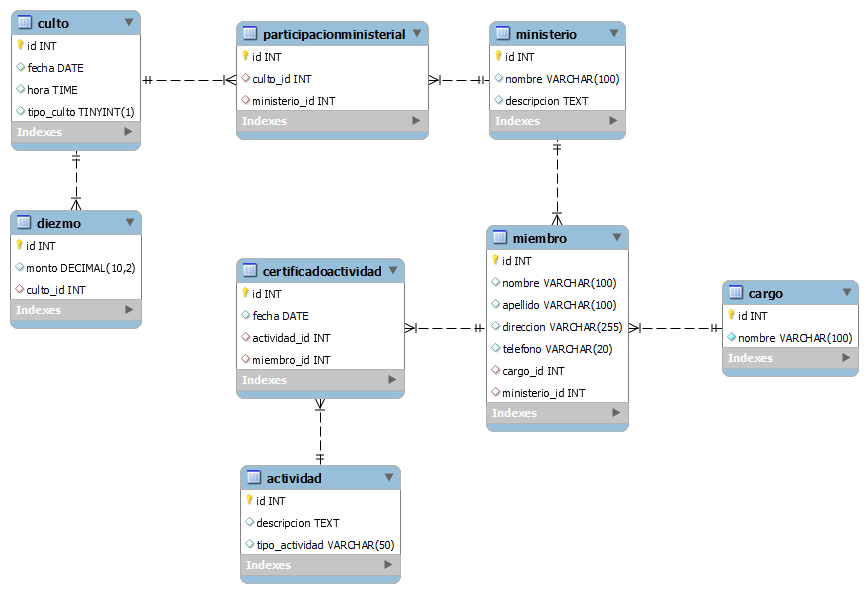 culto
id INT
fecha DATE
hora TIME
tipo_culto TINYINT(1)
Indexes
participacionministerial
id INT
culto_id INT
ministerio_id INT
Indexes
ministerio
id INT
nombre VARCHAR(100)
descripcion TEXT
Indexes
diezmo
id INT
monto DECIMAL(10,2)
culto_id INT
Indexes
certificadoactividad
id INT
fecha DATE
actividad_id INT
miembro_id INT
Indexes
miembro
id INT
nombre VARCHAR(100)
apellido VARCHAR(100)
direccion VARCHAR(255)
telefono VARCHAR(20)
cargo_id INT
ministerio_id INT
Indexes
cargo
id INT
nombre VARCHAR(100)
Indexes
actividad
id INT
descripcion TEXT
tipo_actividad VARCHAR(50)
Indexes